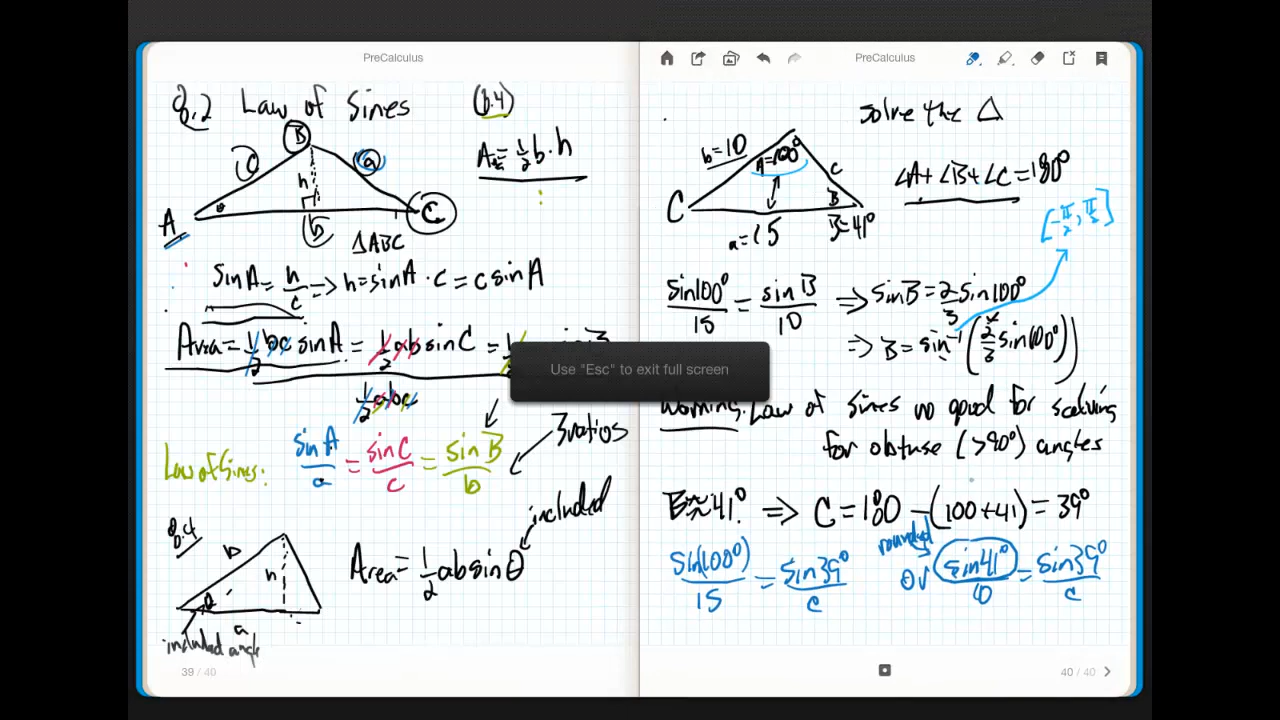 PreCalculus
8.2 Law of Sines (8.4)
A = 1/2 b · h
B
c a
h
A b C
△ABC
sin A = h/c => h = sin A · c = c sin A
Area = 1/2 bc sin A = 1/2 ab sin C = 1/2
1/2 abc
Law of Sines: sin A/a = sin C/c = sin B/b
3 ratios
8.4
b h
θ
a
included angle
Area = 1/2 ab sin θ
included
39 / 40
PreCalculus
Solve the △
b=10 A=100° c
C B B=41°
a=15
∠A + ∠B + ∠C = 180°
[-π/2, π/2]
sin 100°/15 = sin B/10 => sin B = 2/3 sin 100°
=> B = sin⁻¹(2/3 sin(100°))
Use "Esc" to exit full screen
Warning: Law of Sines no good for solving
for obtuse (>90°) angles
B ≈ 41° => C = 180 - (100+41) = 39°
rounded
sin(100°)/15 = sin 39°/c or sin 41°/10 = sin 39°/c
40 / 40